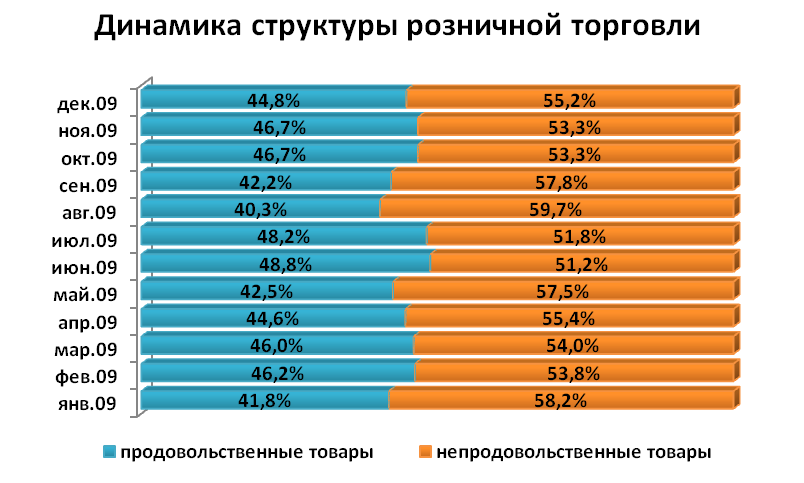 Динамика структуры розничной торговли
дек.09 44,8% 55,2%
ноя.09 46,7% 53,3%
окт.09 46,7% 53,3%
сен.09 42,2% 57,8%
авг.09 40,3% 59,7%
июл.09 48,2% 51,8%
июн.09 48,8% 51,2%
май.09 42,5% 57,5%
апр.09 44,6% 55,4%
мар.09 46,0% 54,0%
фев.09 46,2% 53,8%
янв.09 41,8% 58,2%
продовольственные товары непродовольственные товары